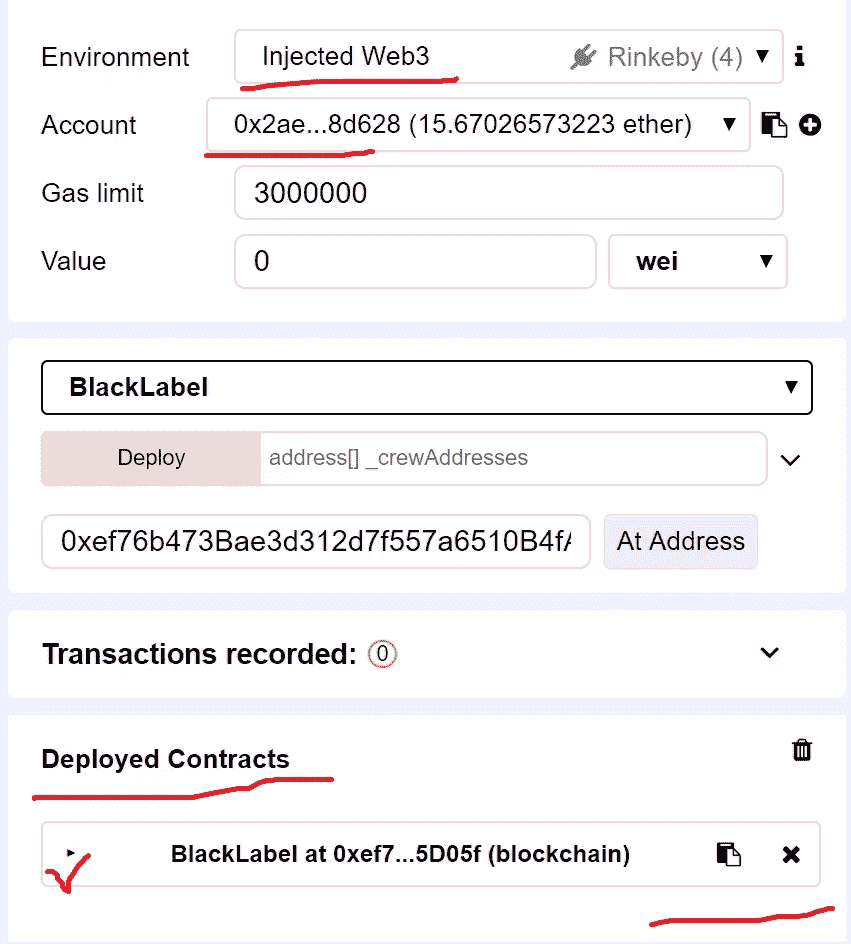 Environment Injected Web3 Rinkeby (4) ▼ i
Account 0x2ae...8d628 (15.67026573223 ether) ▼
Gas limit 3000000
Value 0 wei ▼
BlackLabel ▼
Deploy address[] _crewAddresses
0xef76b473Bae3d312d7f557a6510B4f At Address
Transactions recorded: 0
Deployed Contracts
BlackLabel at 0xef7...5D05f (blockchain)